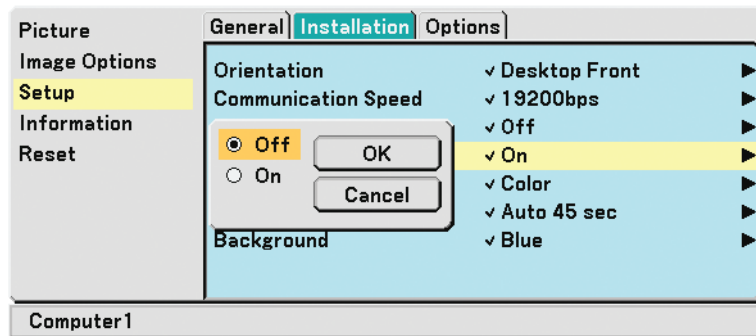 Picture
Image Options
Setup
Information
Reset
General Installation Options
Orientation ✓ Desktop Front
Communication Speed ✓ 19200bps
✓ Off
✓ On
✓ Color
✓ Auto 45 sec
Background ✓ Blue
Off
On
OK
Cancel
Computer1